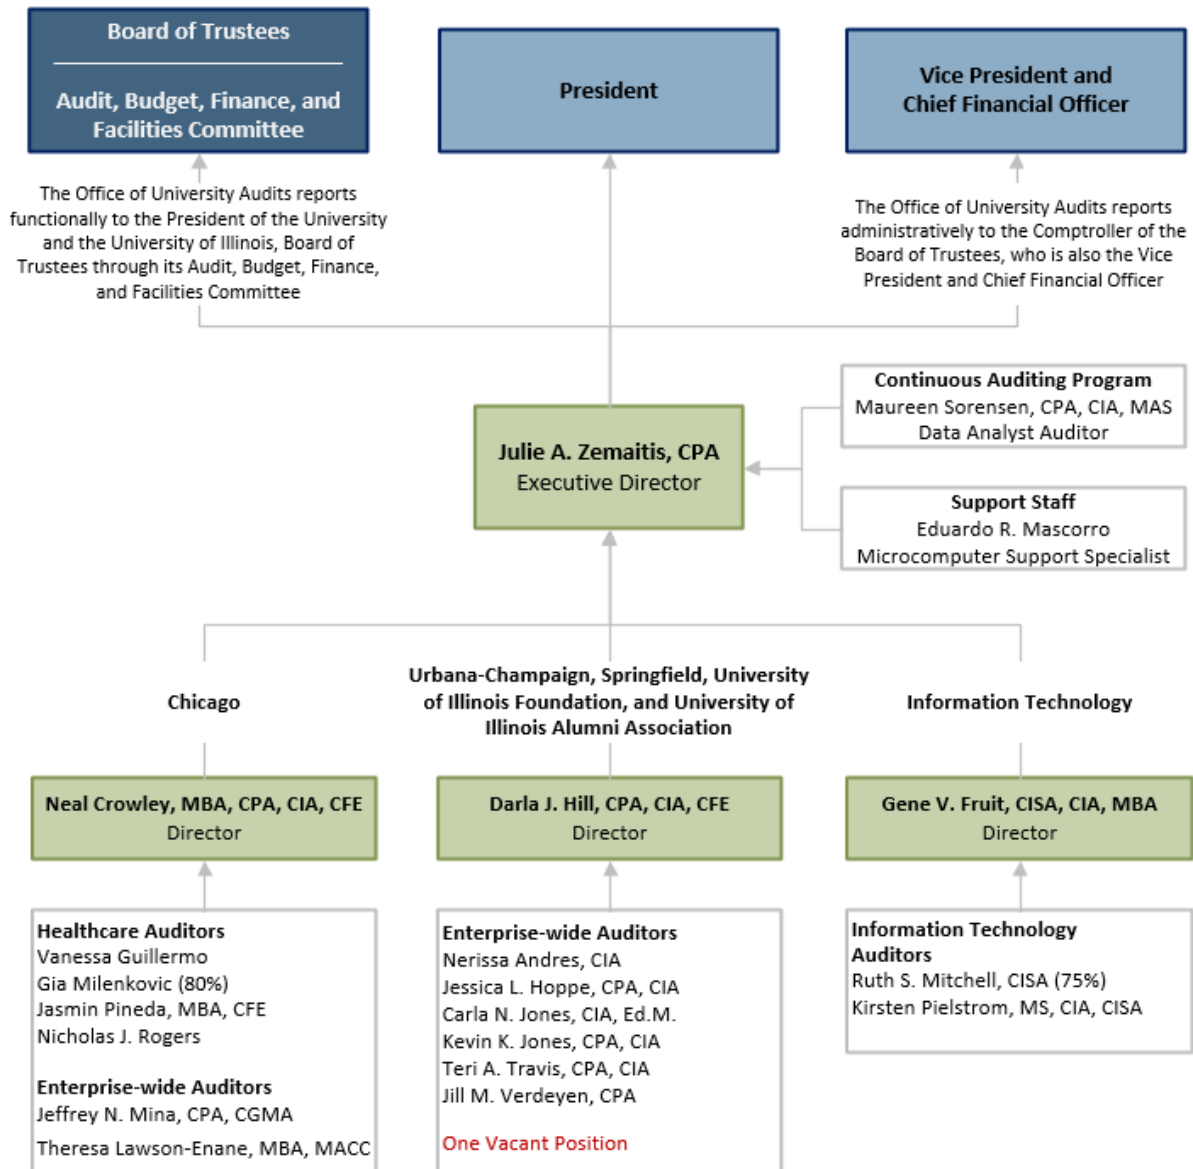 Board of Trustees
Audit, Budget, Finance, and
Facilities Committee
President
Vice President and
Chief Financial Officer
The Office of University Audits reports
functionally to the President of the University
and the University of Illinois, Board of
Trustees through its Audit, Budget, Finance,
and Facilities Committee
The Office of University Audits reports
administratively to the Comptroller of the
Board of Trustees, who is also the Vice
President and Chief Financial Officer
Julie A. Zemaitis, CPA
Executive Director
Continuous Auditing Program
Maureen Sorensen, CPA, CIA, MAS
Data Analyst Auditor
Support Staff
Eduardo R. Mascorro
Microcomputer Support Specialist
Chicago
Urbana-Champaign, Springfield, University
of Illinois Foundation, and University of
Illinois Alumni Association
Information Technology
Neal Crowley, MBA, CPA, CIA, CFE
Director
Darla J. Hill, CPA, CIA, CFE
Director
Gene V. Fruit, CISA, CIA, MBA
Director
Healthcare Auditors
Vanessa Guillermo
Gia Milenkovic (80%)
Jasmin Pineda, MBA, CFE
Nicholas J. Rogers
Enterprise-wide Auditors
Jeffrey N. Mina, CPA, CGMA
Theresa Lawson-Enane, MBA, MACC
Enterprise-wide Auditors
Nerissa Andres, CIA
Jessica L. Hoppe, CPA, CIA
Carla N. Jones, CIA, Ed.M.
Kevin K. Jones, CPA, CIA
Teri A. Travis, CPA, CIA
Jill M. Verdeyen, CPA
One Vacant Position
Information Technology
Auditors
Ruth S. Mitchell, CISA (75%)
Kirsten Pielstrom, MS, CIA, CISA